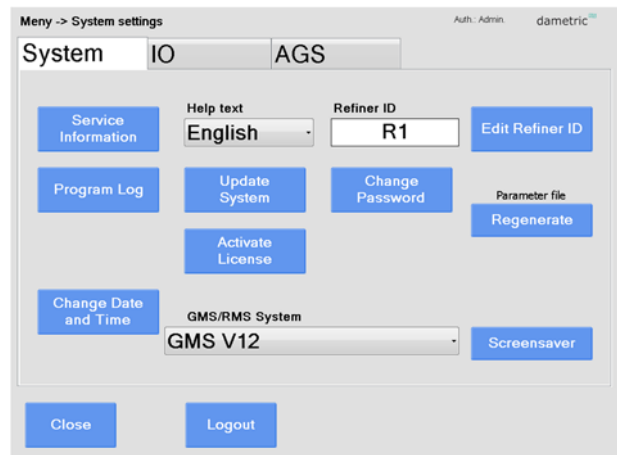 Meny -> System settings
Auth.: Admin.
dametric
System
IO
AGS
Service
Information
Help text
English
Refiner ID
R1
Edit Refiner ID
Program Log
Update
System
Change
Password
Parameter file
Regenerate
Activate
License
Change Date
and Time
GMS/RMS System
GMS V12
Screensaver
Close
Logout